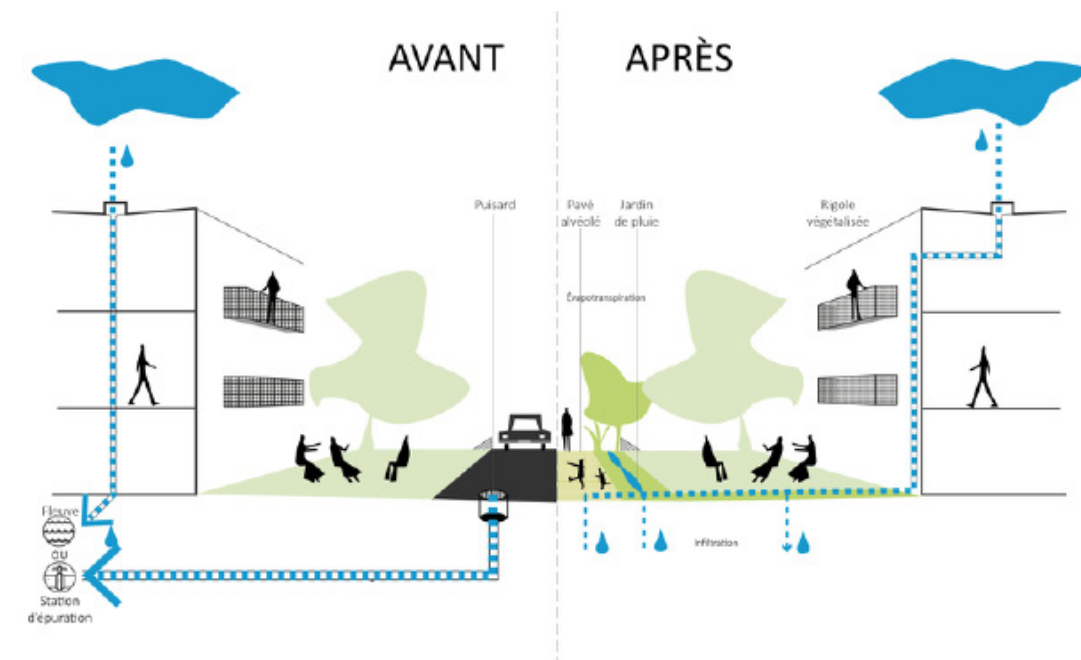 AVANT
APRÈS
Puisard
Pavé
alvéolé
Jardin
de pluie
Rigole
végétalisée
Évapotranspiration
Fleuve
OU
Station
d'épuration
Infiltration